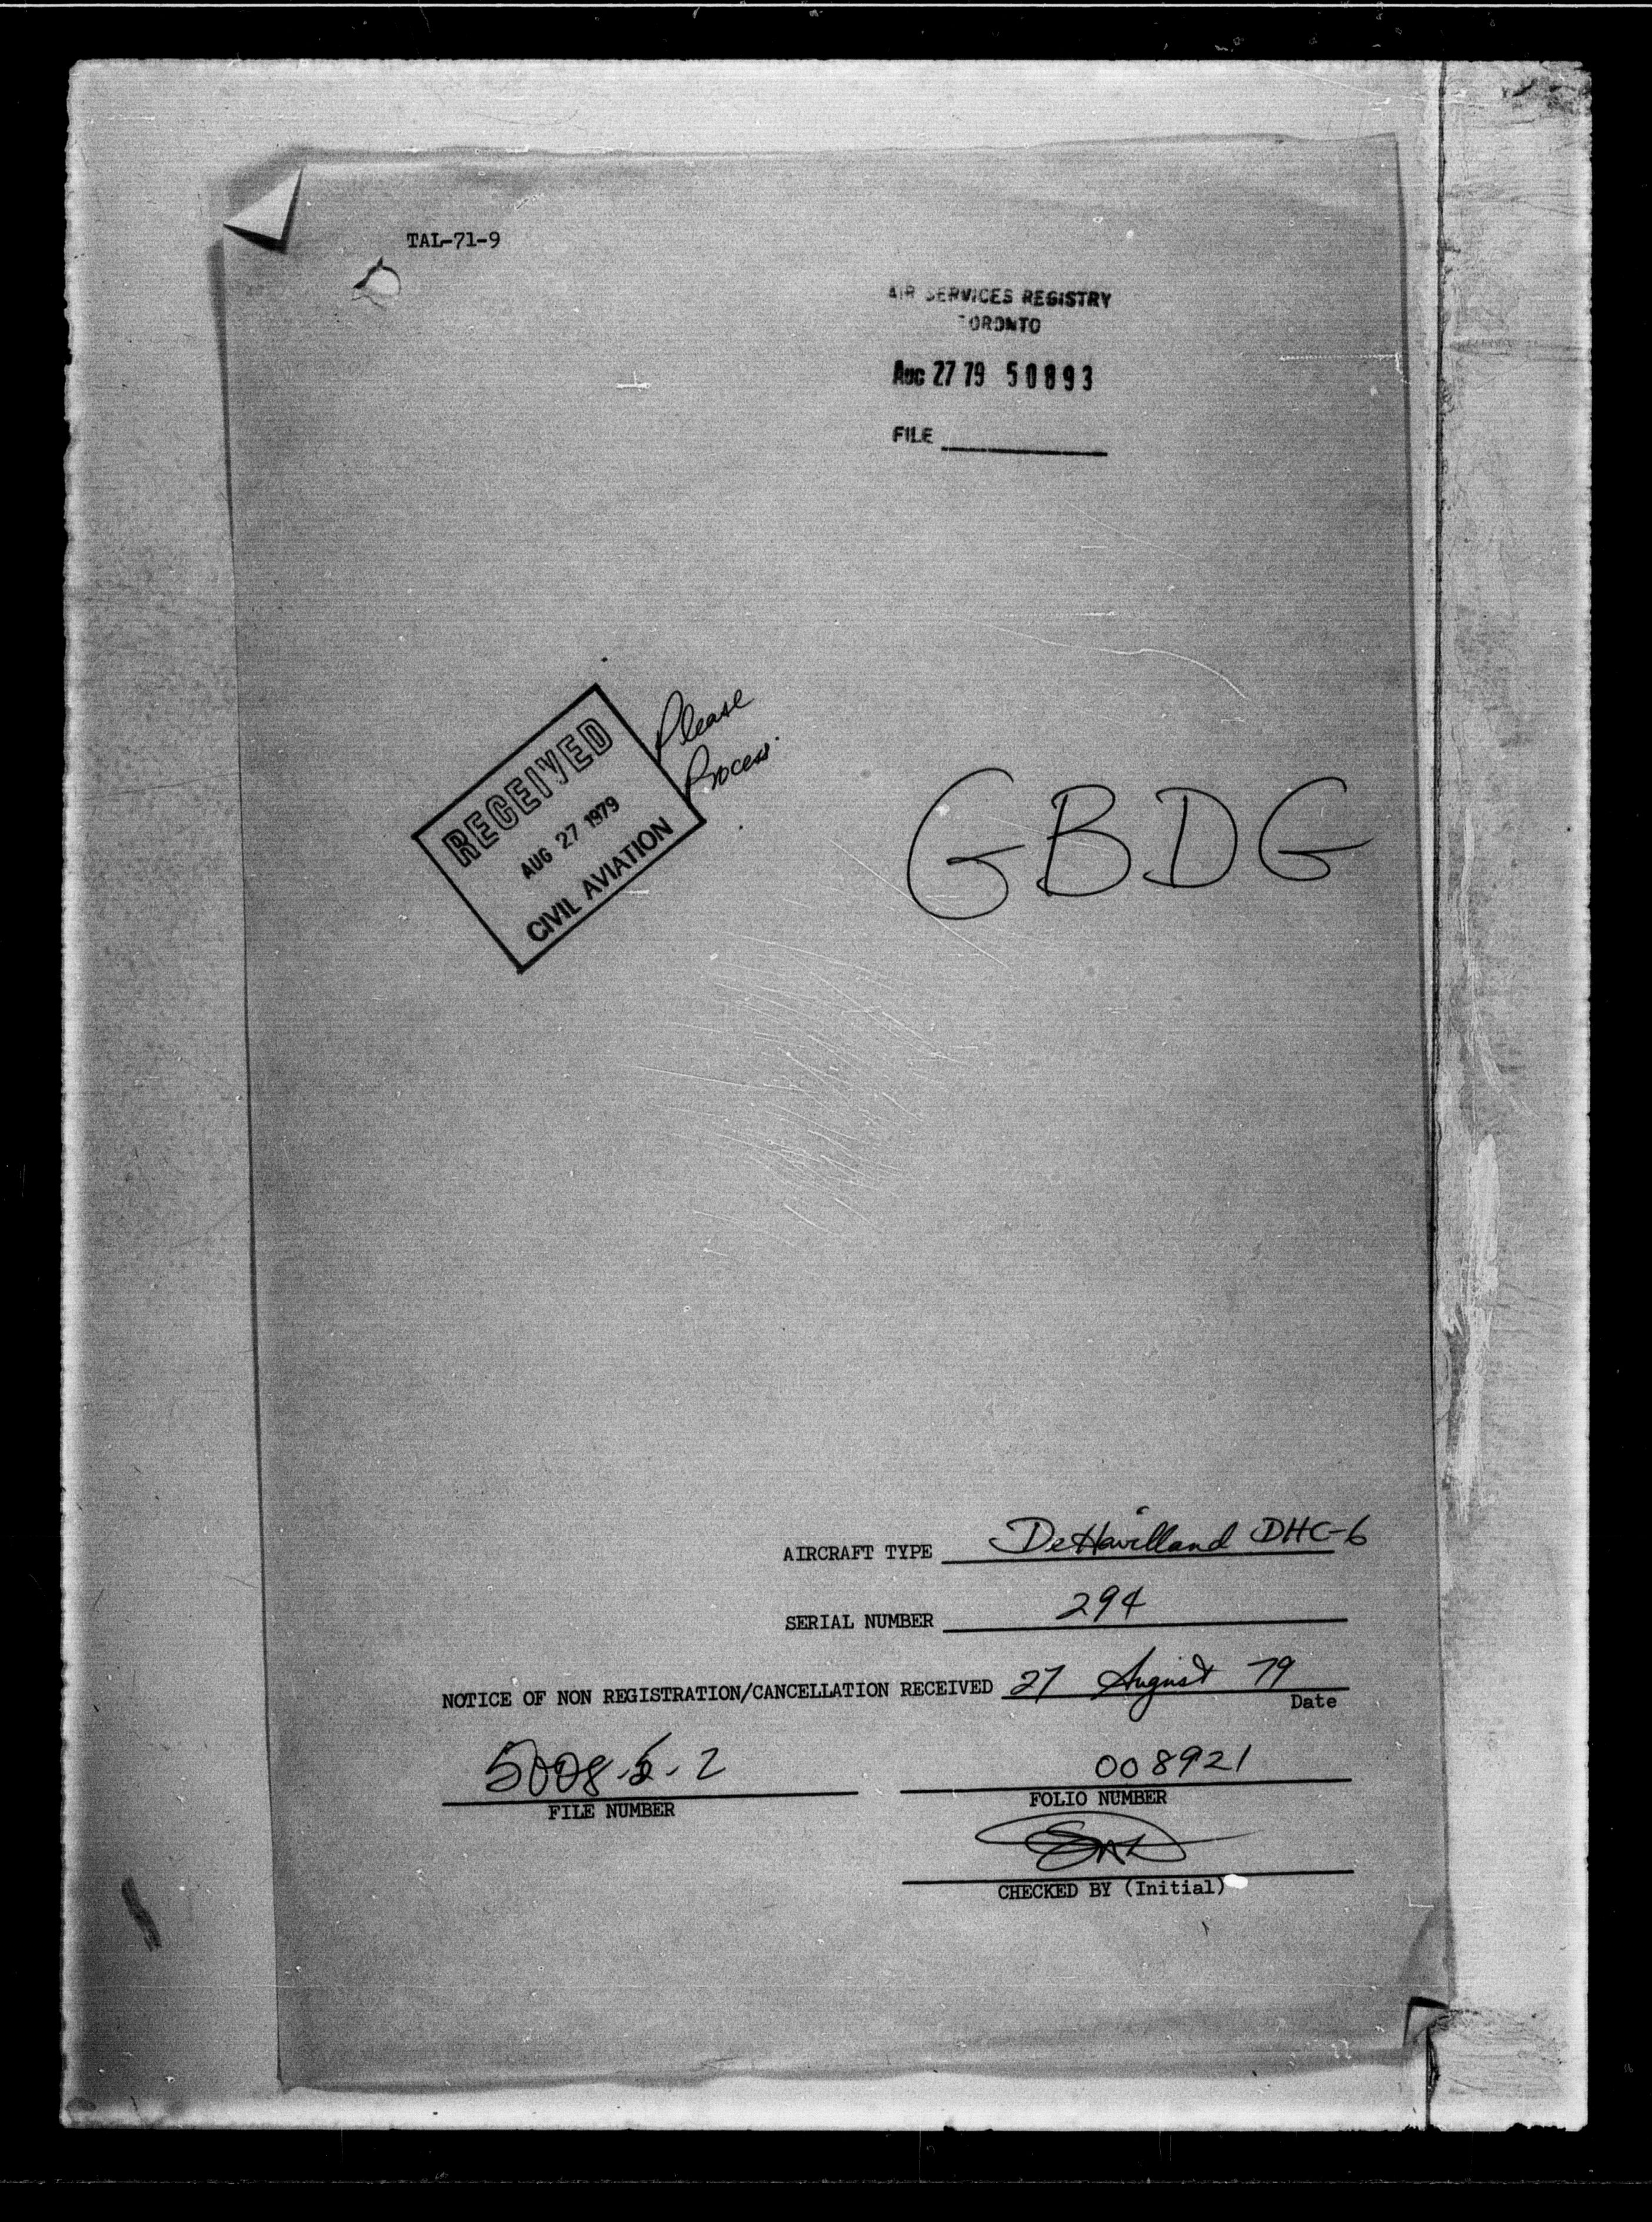 TAL-71-9
AIR SERVICES REGISTRY
TORONTO
AUG 27 79 50893
FILE
RECEIVED
AUG 27 1979
CIVIL AVIATION
Please
Process
GBDG
AIRCRAFT TYPE DeHavilland DHC-6
SERIAL NUMBER 294
NOTICE OF NON REGISTRATION/CANCELLATION RECEIVED 27 August 79
Date
5008-5-2 008921
FILE NUMBER FOLIO NUMBER
CHECKED BY (Initial)